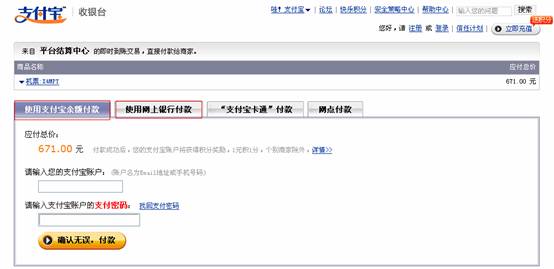 支付宝 收银台 哇!支付宝 | 论坛 | 快乐积分 | 安全策略中心 | 帮助中心 | 输入您的问题 搜索
您好，请 注册 或 登录 | 信任计划 | 立即充值 送积分
来自 平台结算中心 的即时到账交易，直接付款给商家。
商品名称: 应付总价:
机票 X4MPT 671.00 元
使用支付宝余额付款 使用网上银行付款 “支付宝卡通”付款 网点付款
应付总价:
671.00 元 付款成功后，您的支付宝账户将获得积分奖励，1元积1分，个别商家除外。详情>>
请输入您的支付宝账户: (账户名为Email地址或手机号码)
请输入支付宝账户的支付密码: 找回支付密码
确认无误，付款